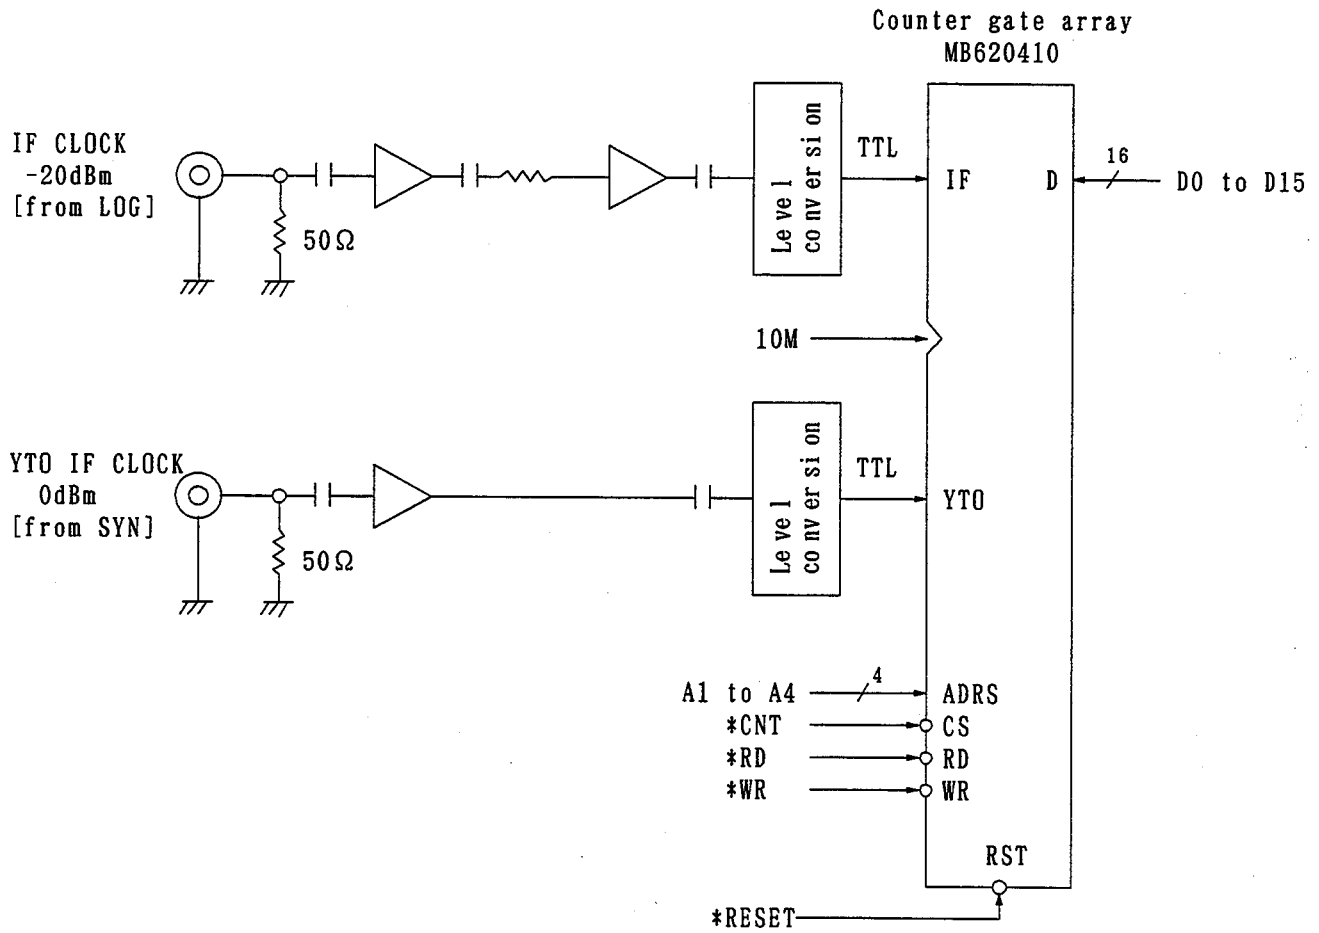 Counter gate array
MB620410
IF CLOCK
-20dBm
[from LOG]
50Ω
Level
conversion
TTL
IF
D
16
D0 to D15
10M
YTO IF CLOCK
0dBm
[from SYN]
50Ω
Level
conversion
TTL
YTO
A1 to A4
4
ADRS
*CNT
CS
*RD
RD
*WR
WR
RST
*RESET